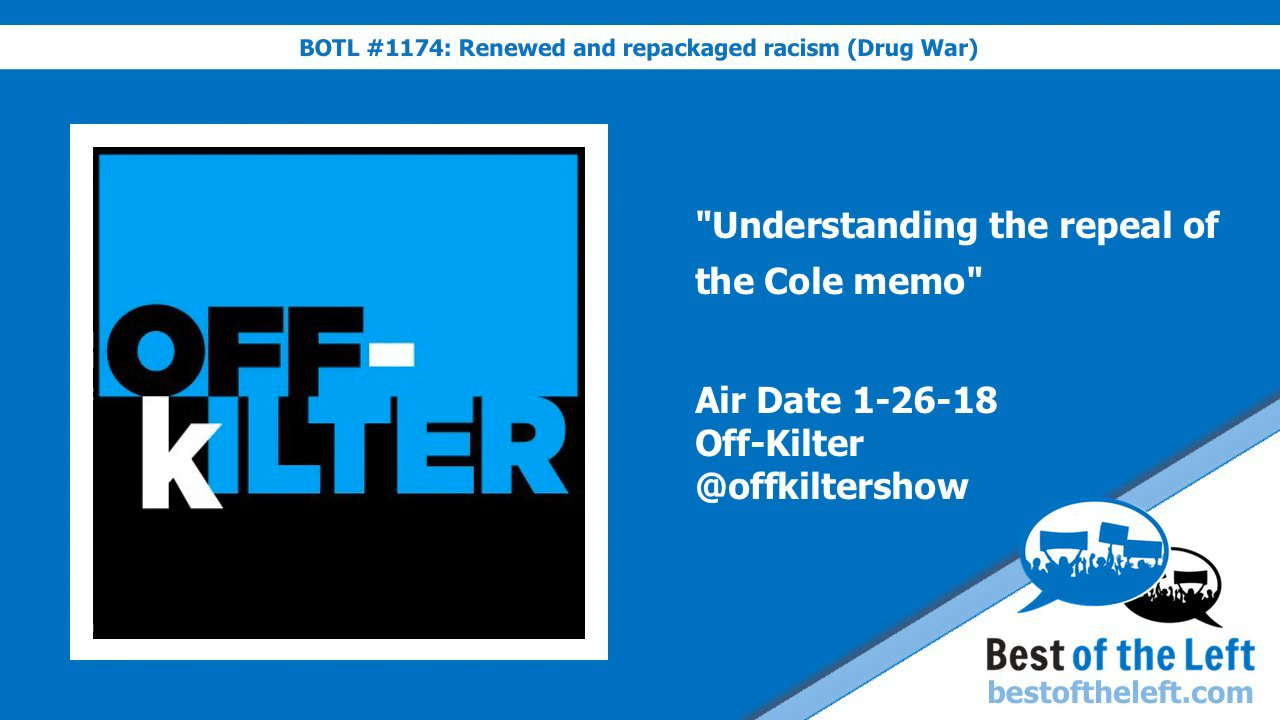 BOTL #1174: Renewed and repackaged racism (Drug War)
OFF-
kILTER
"Understanding the repeal of
the Cole memo"
Air Date 1-26-18
Off-Kilter
@offkiltershow
Best of the Left
bestoftheleft.com